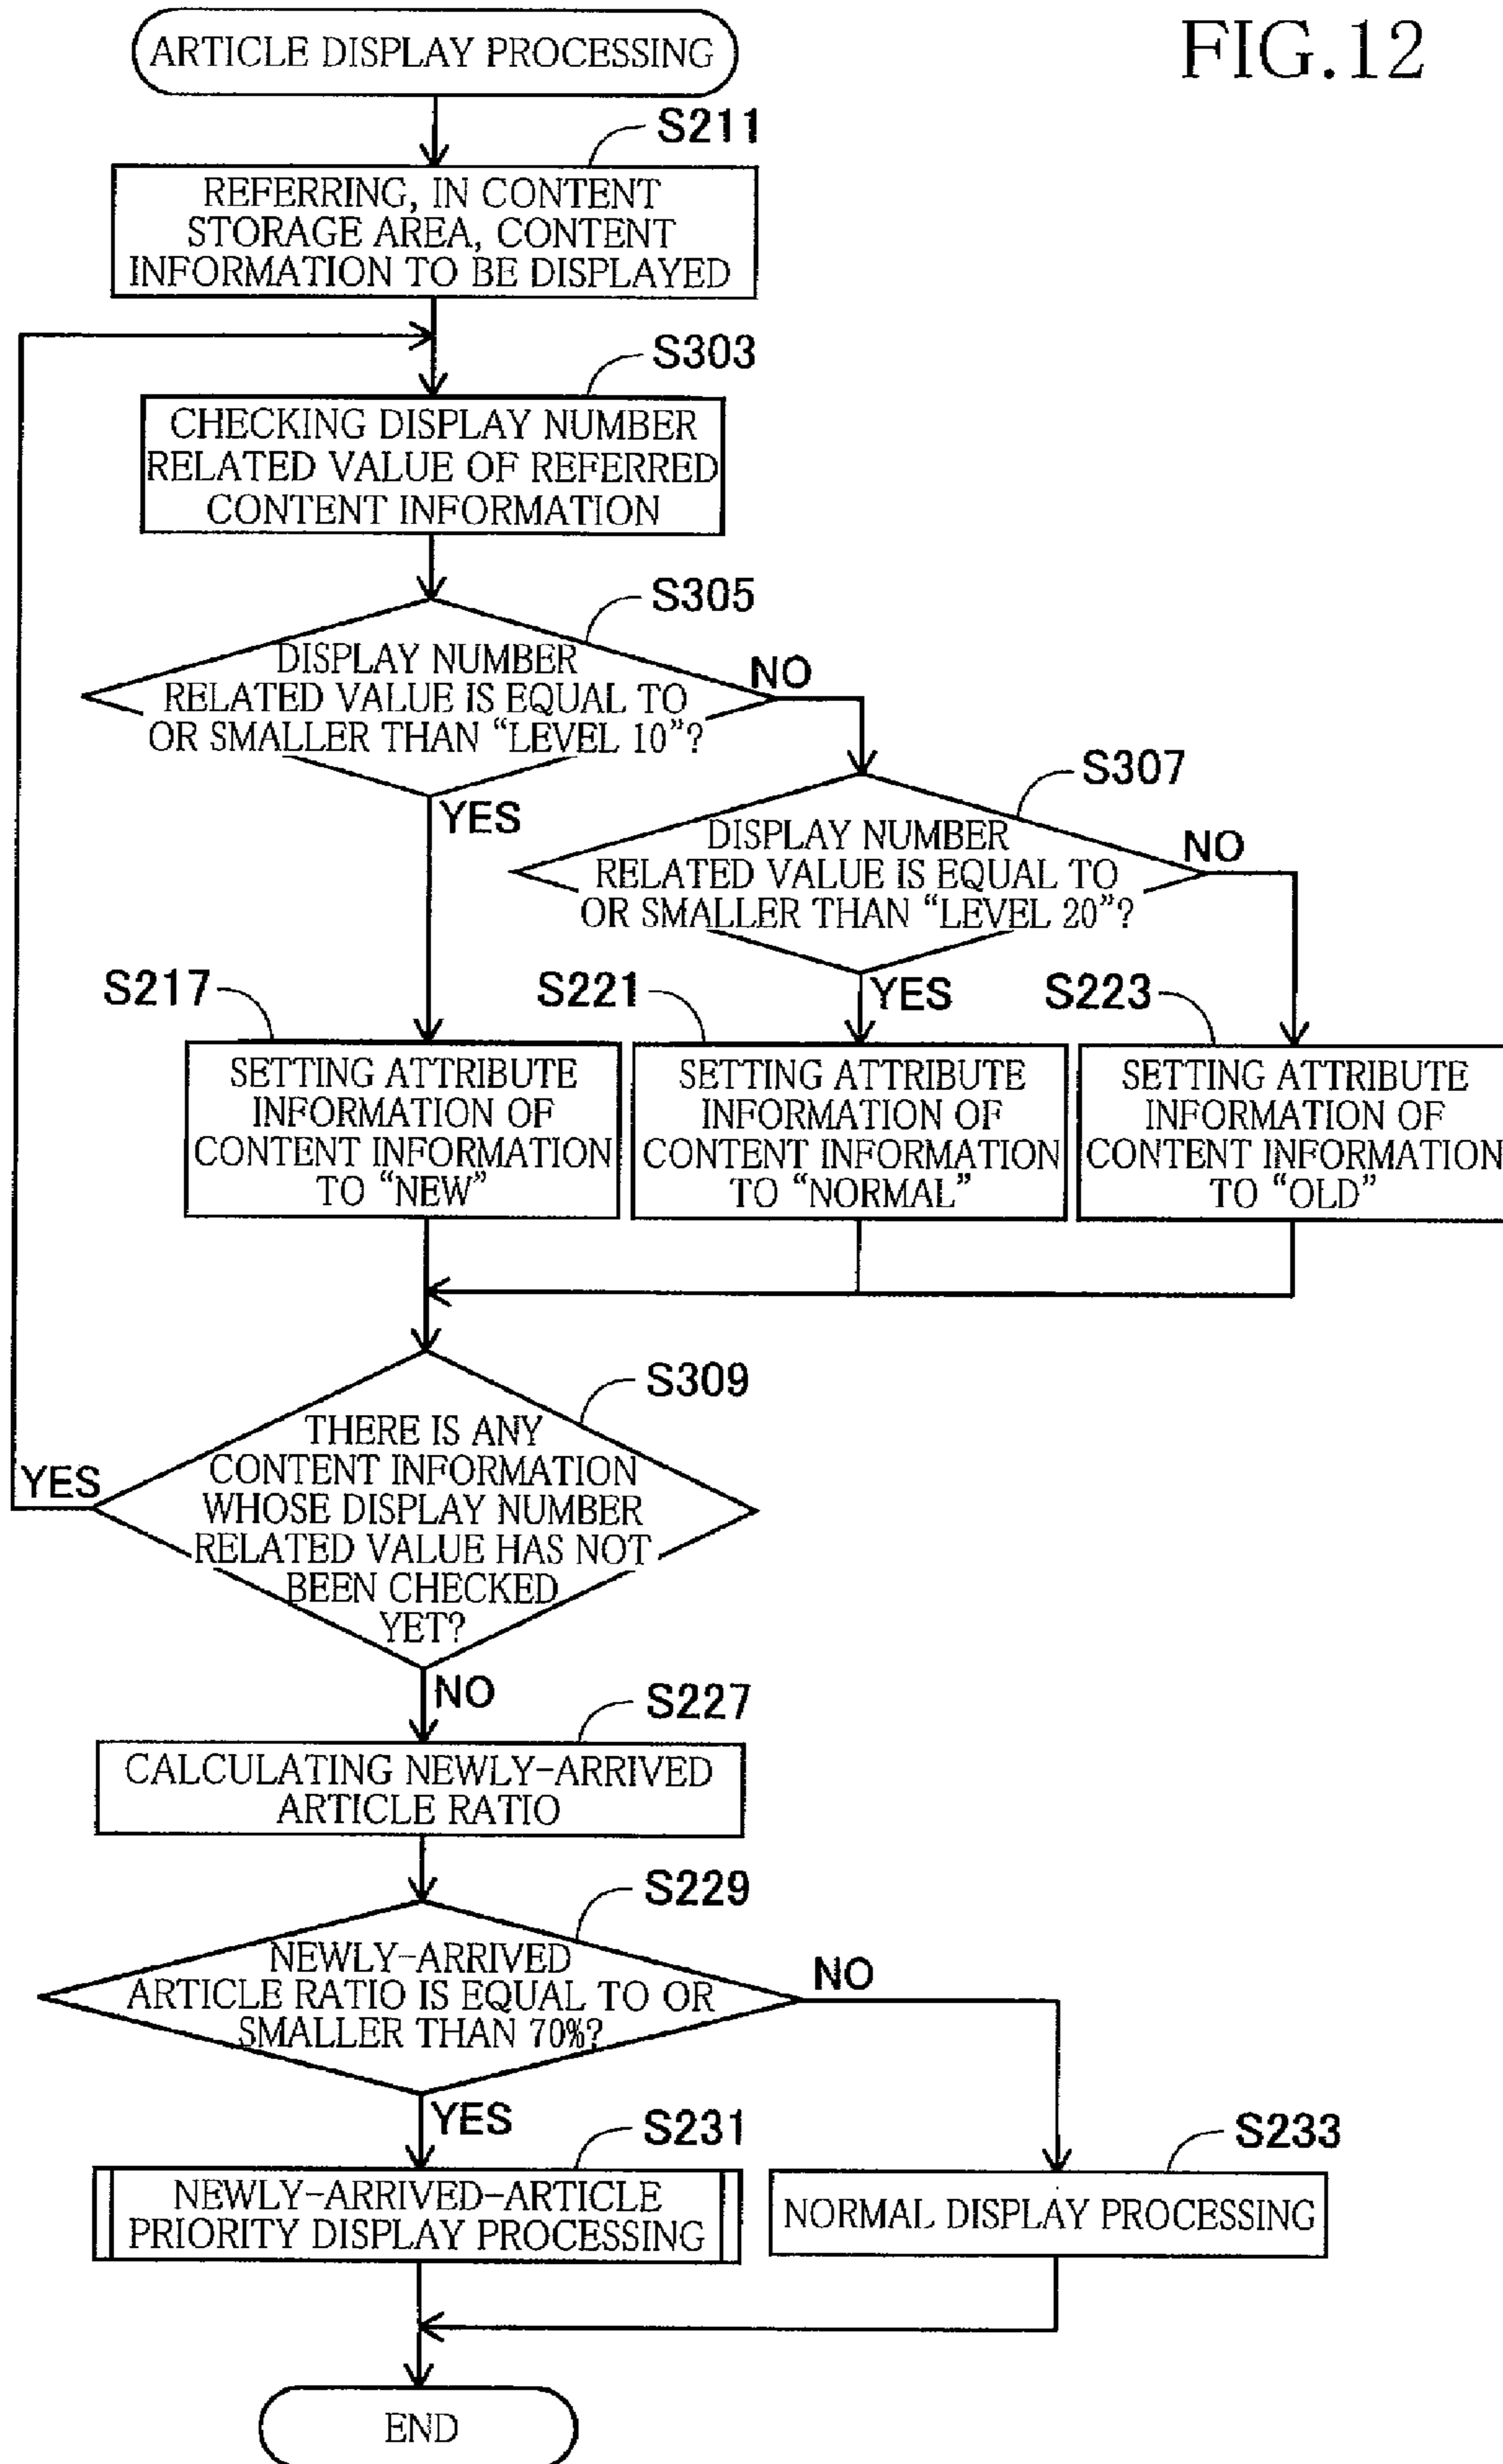 FIG.12
ARTICLE DISPLAY PROCESSING
S211
REFERRING, IN CONTENT
STORAGE AREA, CONTENT
INFORMATION TO BE DISPLAYED
S303
CHECKING DISPLAY NUMBER
RELATED VALUE OF REFERRED
CONTENT INFORMATION
S305
DISPLAY NUMBER
RELATED VALUE IS EQUAL TO
OR SMALLER THAN “LEVEL 10”?
NO
YES
S307
DISPLAY NUMBER
RELATED VALUE IS EQUAL TO
OR SMALLER THAN “LEVEL 20”?
NO
YES
S217
SETTING ATTRIBUTE
INFORMATION OF
CONTENT INFORMATION
TO “NEW”
S221
SETTING ATTRIBUTE
INFORMATION OF
CONTENT INFORMATION
TO “NORMAL”
S223
SETTING ATTRIBUTE
INFORMATION OF
CONTENT INFORMATION
TO “OLD”
S309
THERE IS ANY
CONTENT INFORMATION
WHOSE DISPLAY NUMBER
RELATED VALUE HAS NOT
BEEN CHECKED
YET?
YES
NO
S227
CALCULATING NEWLY-ARRIVED
ARTICLE RATIO
S229
NEWLY-ARRIVED
ARTICLE RATIO IS EQUAL TO OR
SMALLER THAN 70%?
NO
YES
S231
NEWLY-ARRIVED-ARTICLE
PRIORITY DISPLAY PROCESSING
S233
NORMAL DISPLAY PROCESSING
END